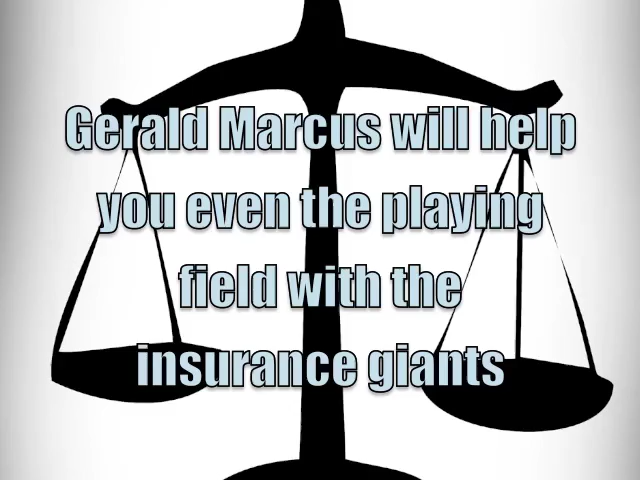 Gerald Marcus will help
you even the playing
field with the
insurance giants